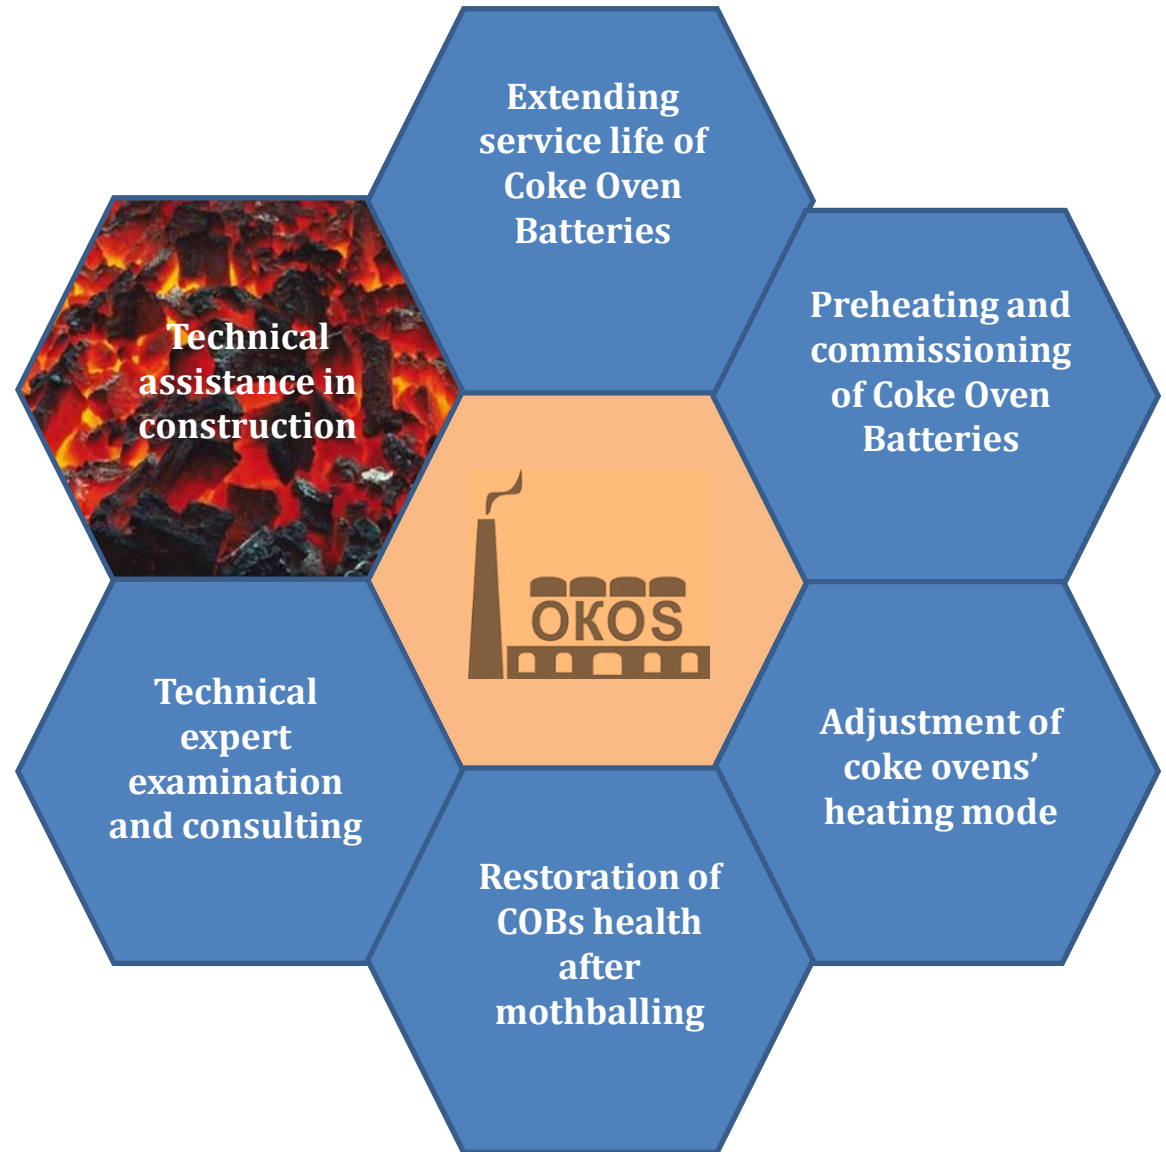 Extending
service life of
Coke Oven
Batteries
Technical
assistance in
construction
Preheating and
commissioning
of Coke Oven
Batteries
OKOS
Technical
expert
examination
and consulting
Adjustment of
coke ovens’
heating mode
Restoration of
COBs health
after
mothballing